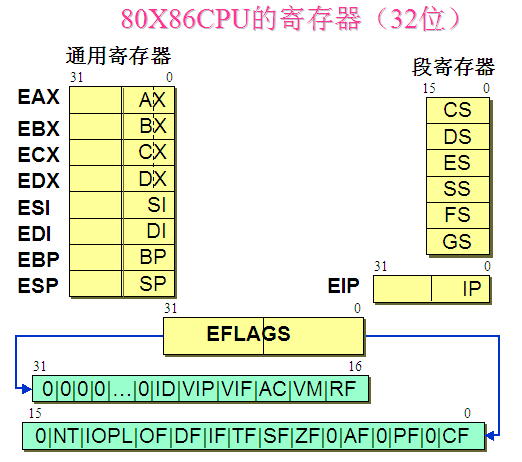 80X86CPU的寄存器（32位）
通用寄存器
段寄存器
31 0
15 0
EAX AX
EBX BX
ECX CX
EDX DX
ESI SI
EDI DI
EBP BP
ESP SP
CS
DS
ES
SS
FS
GS
31 0
EIP IP
31 0
EFLAGS
31 16
0|0|0|0|…|0|ID|VIP|VIF|AC|VM|RF
15 0
0|NT|IOPL|OF|DF|IF|TF|SF|ZF|0|AF|0|PF|0|CF